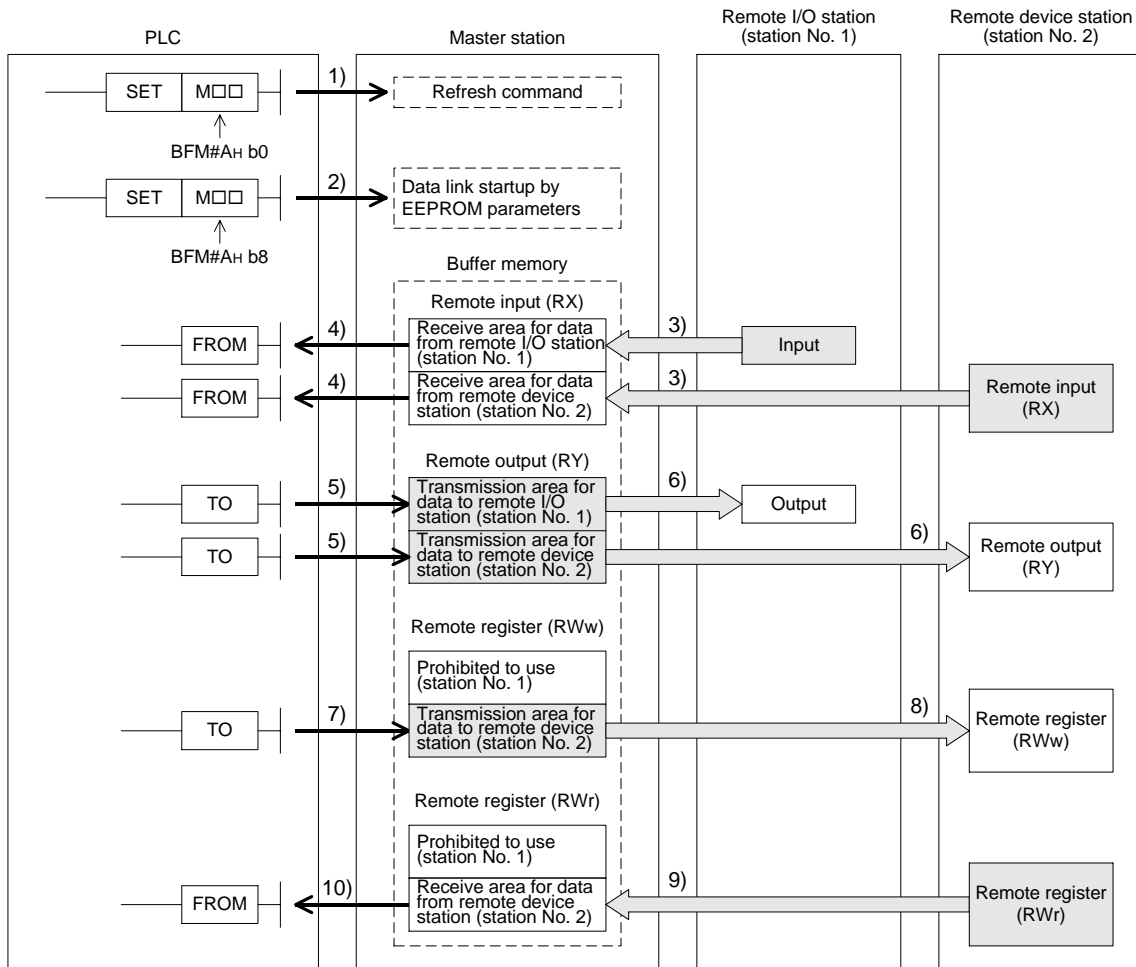 PLC
Master station
Remote I/O station
(station No. 1)
Remote device station
(station No. 2)
SET
M□□
1)
Refresh command
BFM#AH b0
SET
M□□
2)
Data link startup by
EEPROM parameters
BFM#AH b8
Buffer memory
Remote input (RX)
FROM
4)
Receive area for data
from remote I/O station
(station No. 1)
3)
Input
FROM
4)
Receive area for data
from remote device
station (station No. 2)
3)
Remote input
(RX)
Remote output (RY)
TO
5)
Transmission area for
data to remote I/O
station (station No. 1)
6)
Output
TO
5)
Transmission area for
data to remote device
station (station No. 2)
6)
Remote output
(RY)
Remote register (RWw)
Prohibited to use
(station No. 1)
TO
7)
Transmission area for
data to remote device
station (station No. 2)
8)
Remote register
(RWw)
Remote register (RWr)
Prohibited to use
(station No. 1)
FROM
10)
Receive area for data
from remote device
station (station No. 2)
9)
Remote register
(RWr)